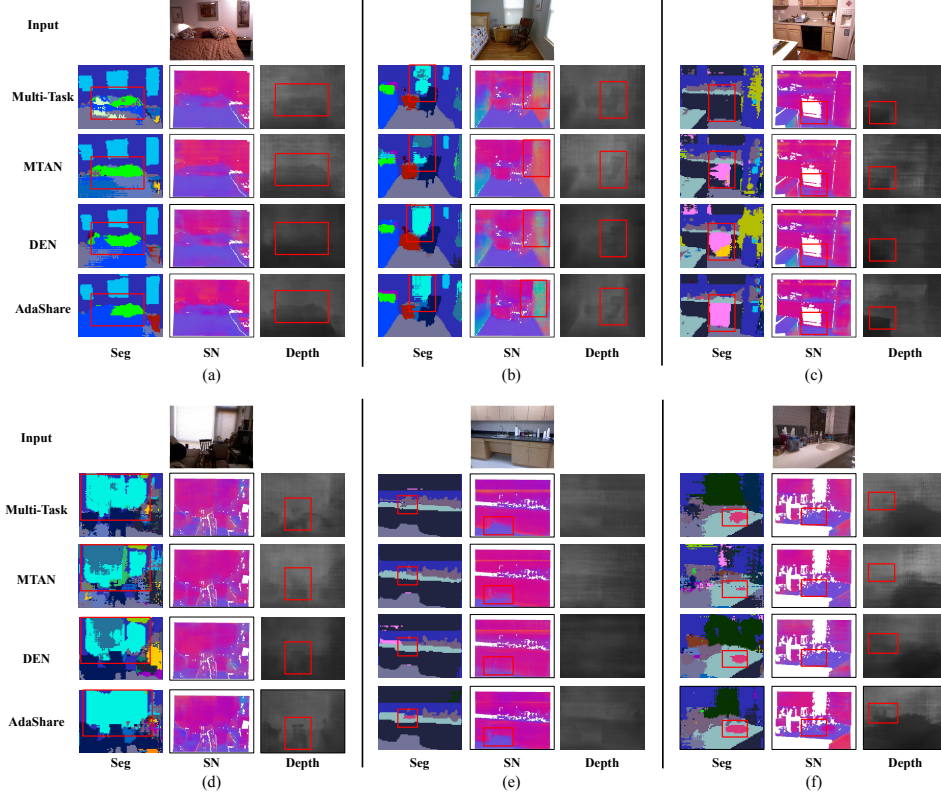 Input
Multi-Task
MTAN
DEN
AdaShare
Seg SN Depth Seg SN Depth Seg SN Depth
(a) (b) (c)
Input
Multi-Task
MTAN
DEN
AdaShare
Seg SN Depth Seg SN Depth Seg SN Depth
(d) (e) (f)